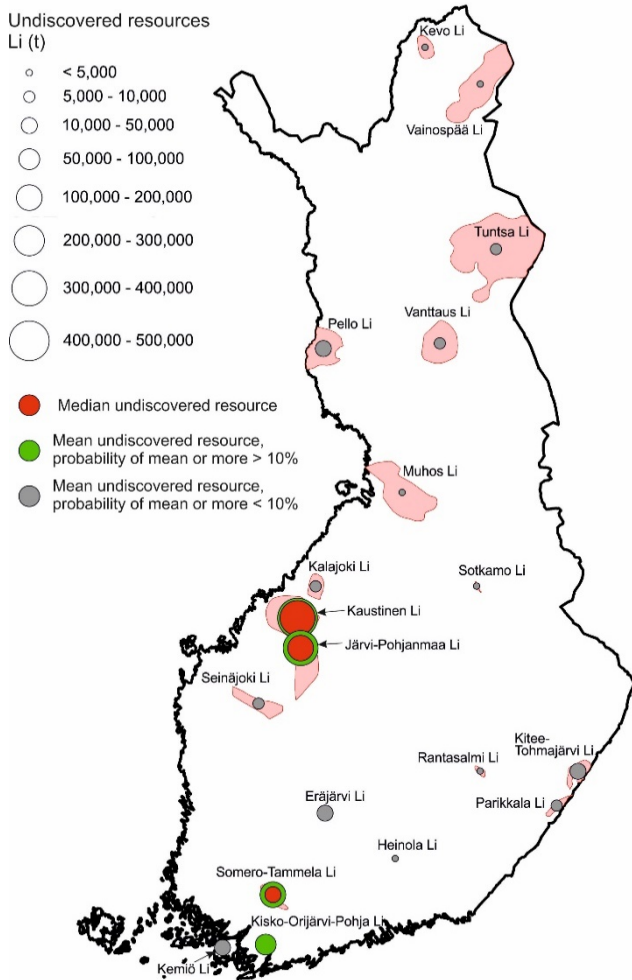 Undiscovered resources
Li (t)
< 5,000
5,000 - 10,000
10,000 - 50,000
50,000 - 100,000
100,000 - 200,000
200,000 - 300,000
300,000 - 400,000
400,000 - 500,000
Median undiscovered resource
Mean undiscovered resource,
probability of mean or more > 10%
Mean undiscovered resource,
probability of mean or more < 10%
Kevo Li
Vainospää Li
Tuntsa Li
Pello Li
Vanttaus Li
Muhos Li
Kalajoki Li
Sotkamo Li
Kaustinen Li
Järvi-Pohjanmaa Li
Seinäjoki Li
Kitee-
Tohmajärvi Li
Rantasalmi Li
Parikkala Li
Eräjärvi Li
Heinola Li
Somero-Tammela Li
Kisko-Orijärvi-Pohja Li
Kemiö Li